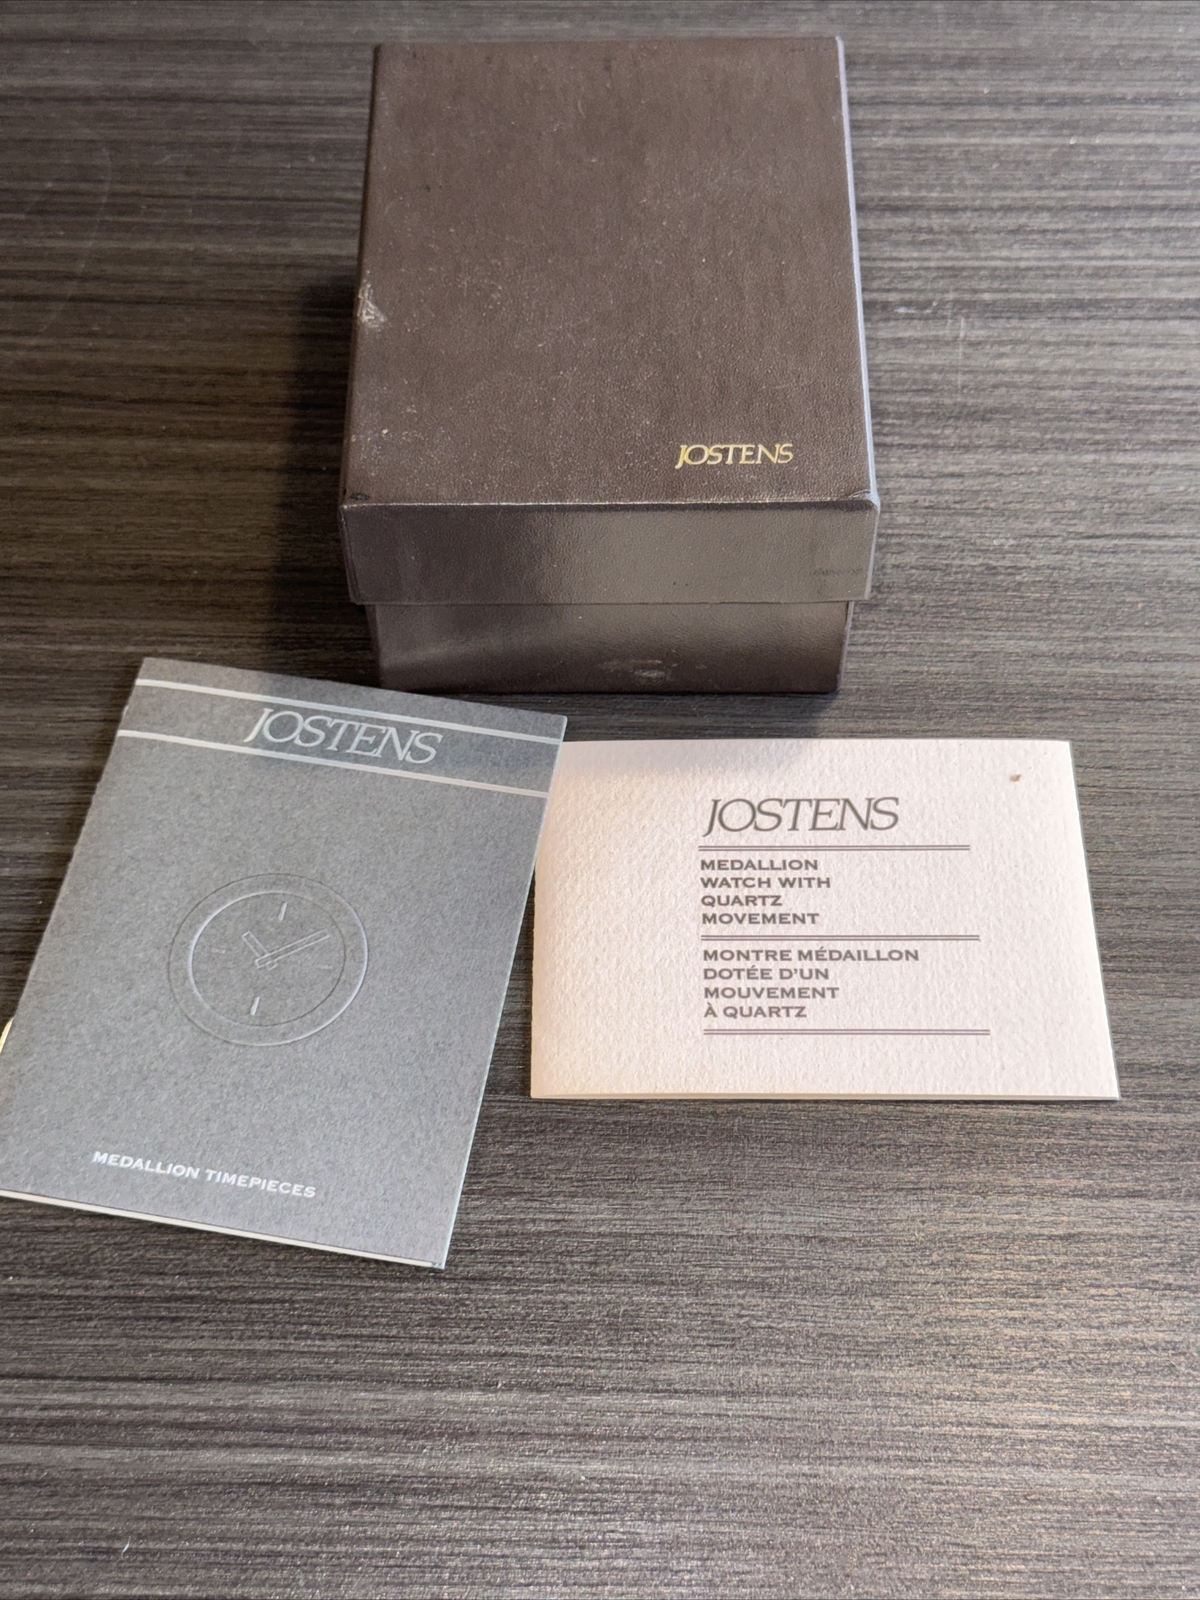 JOSTENS
JOSTENS
MEDALLION TIMEPIECES
JOSTENS
MEDALLION
WATCH WITH
QUARTZ
MOVEMENT
MONTRE MÉDAILLON
DOTÉE D'UN
MOUVEMENT
À QUARTZ